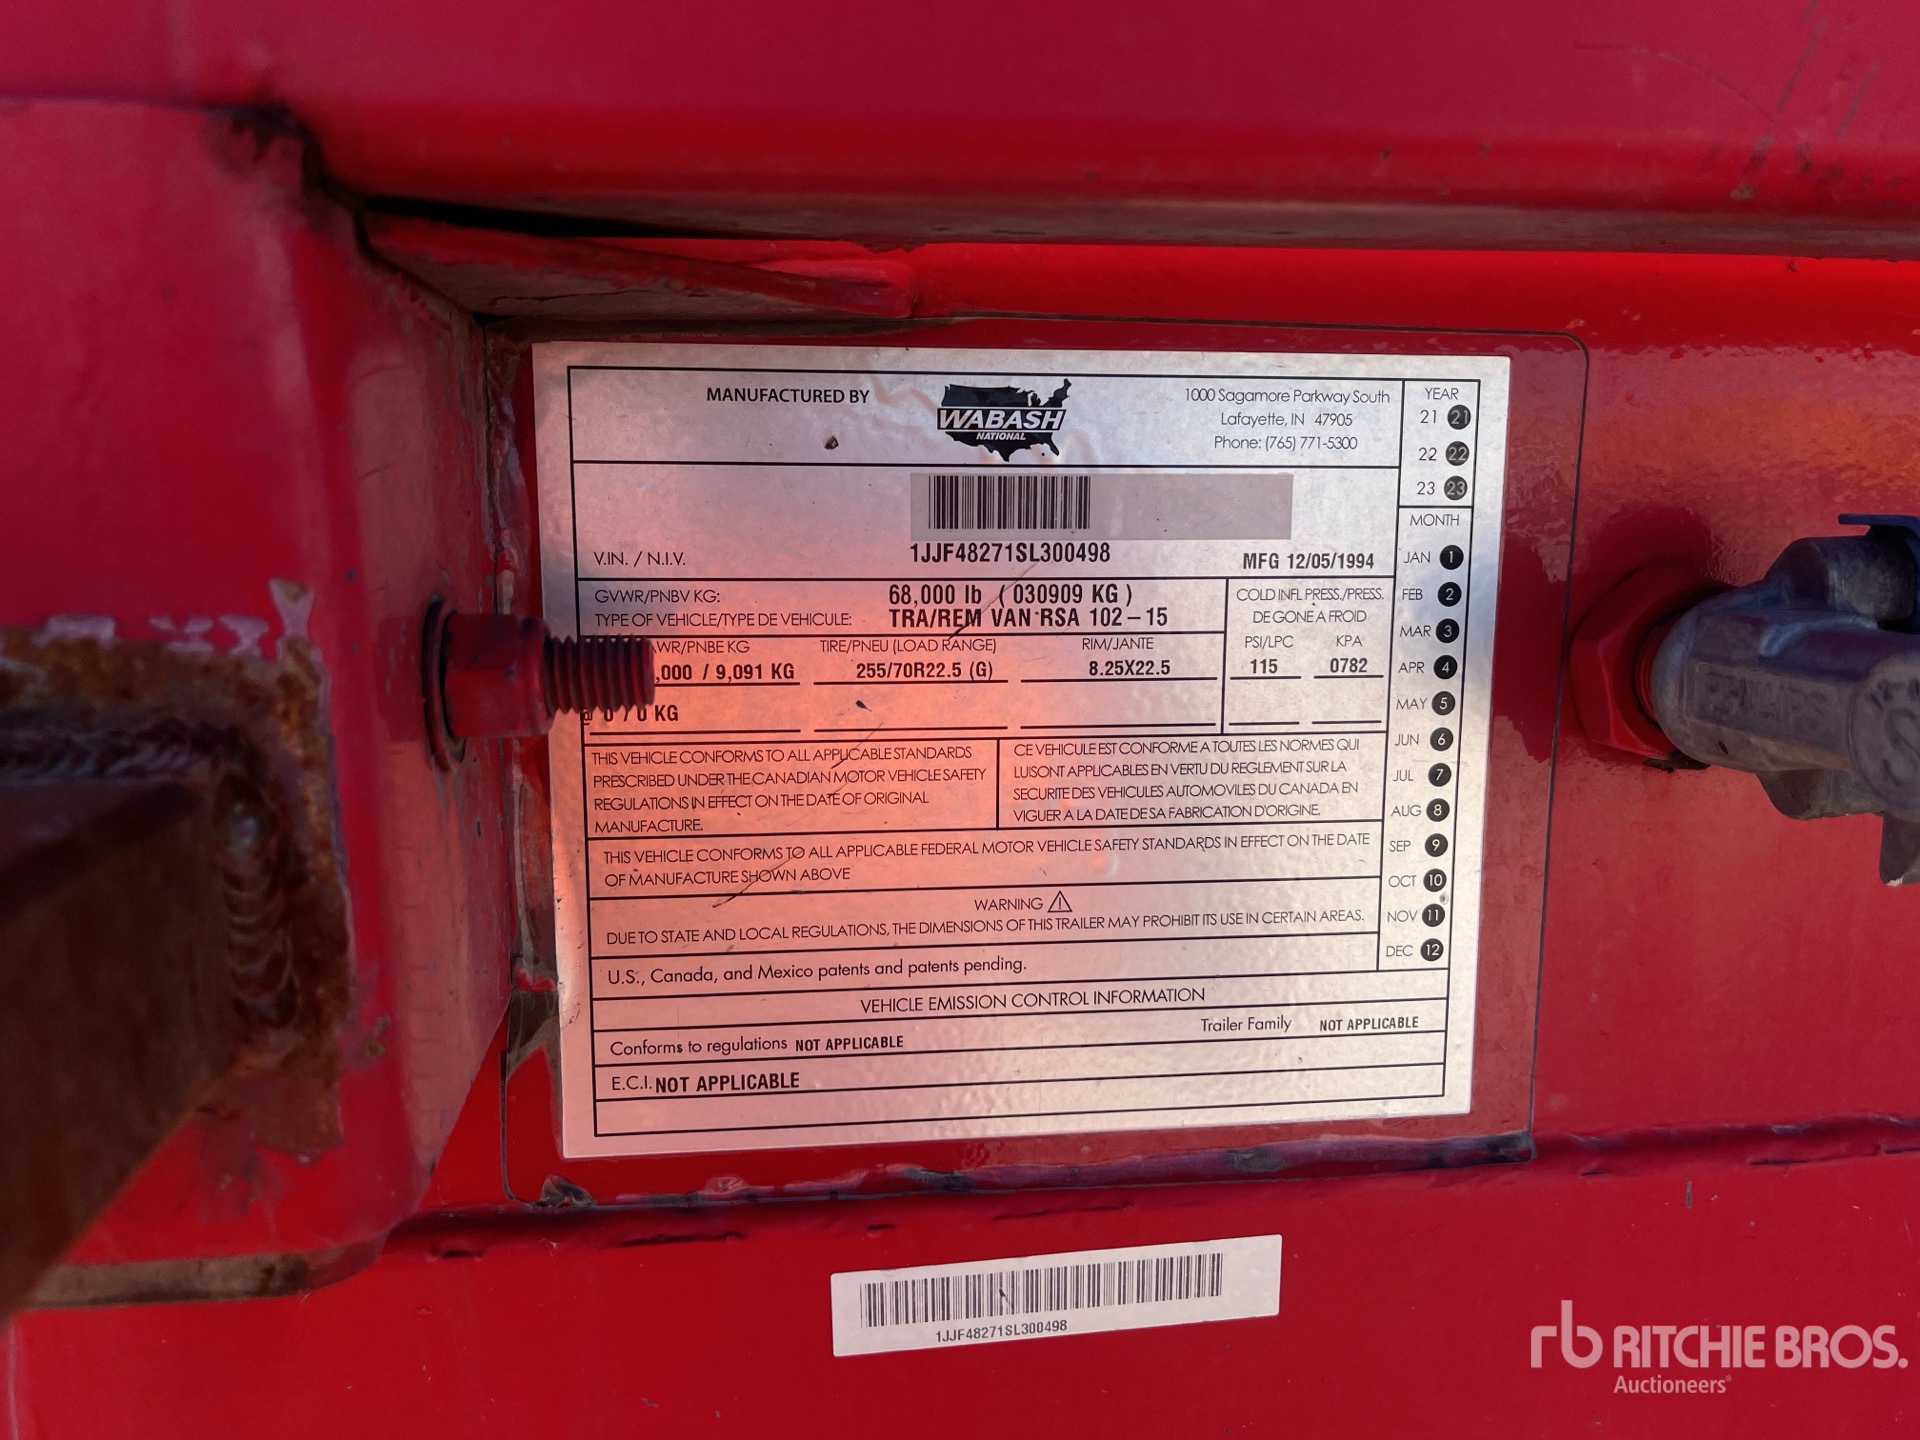 MANUFACTURED BY
WABASH
NATIONAL
1000 Sagamore Parkway South
Lafayette, IN 47905
Phone: (765) 771-5300
YEAR
21 21
22 22
23 23
V.IN. / N.I.V.
1JJF48271SL300498
MFG 12/05/1994
GVWR/PNBV KG:
68,000 lb ( 030909 KG )
TYPE OF VEHICLE/TYPE DE VEHICULE:
TRA/REM VAN RSA 102-15
COLD INFL PRESS./PRESS.
DE GONE A FROID
WR/PNBE KG
TIRE/PNEU (LOAD RANGE)
RIM/JANTE
PSI/LPC
KPA
,000 / 9,091 KG
255/70R22.5 (G)
8.25X22.5
115
0782
@ 0 / 0 KG
THIS VEHICLE CONFORMS TO ALL APPLICABLE STANDARDS
PRESCRIBED UNDER THE CANADIAN MOTOR VEHICLE SAFETY
REGULATIONS IN EFFECT ON THE DATE OF ORIGINAL
MANUFACTURE.
CE VEHICULE EST CONFORME A TOUTES LES NORMES QUI
LUISONT APPLICABLES EN VERTU DU REGLEMENT SUR LA
SECURITE DES VEHICULES AUTOMOVILES DU CANADA EN
VIGUER A LA DATE DE SA FABRICATION D'ORIGINE.
THIS VEHICLE CONFORMS TO ALL APPLICABLE FEDERAL MOTOR VEHICLE SAFETY STANDARDS IN EFFECT ON THE DATE
OF MANUFACTURE SHOWN ABOVE
WARNING
DUE TO STATE AND LOCAL REGULATIONS, THE DIMENSIONS OF THIS TRAILER MAY PROHIBIT ITS USE IN CERTAIN AREAS.
U.S., Canada, and Mexico patents and patents pending.
MONTH
JAN 1
FEB 2
MAR 3
APR 4
MAY 5
JUN 6
JUL 7
AUG 8
SEP 9
OCT 10
NOV 11
DEC 12
VEHICLE EMISSION CONTROL INFORMATION
Conforms to regulations NOT APPLICABLE
Trailer Family NOT APPLICABLE
E.C.I. NOT APPLICABLE
1JJF48271SL300498
PHILLIPS
rb RITCHIE BROS.
Auctioneers